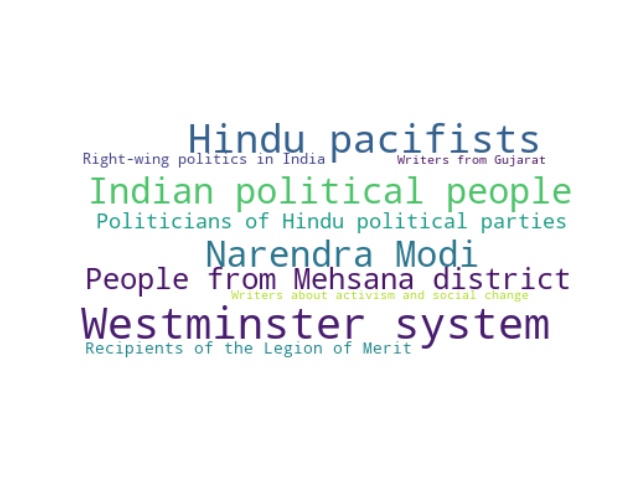 Hindu pacifists
Right-wing politics in India
Writers from Gujarat
Indian political people
Politicians of Hindu political parties
Narendra Modi
People from Mehsana district
Writers about activism and social change
Westminster system
Recipients of the Legion of Merit